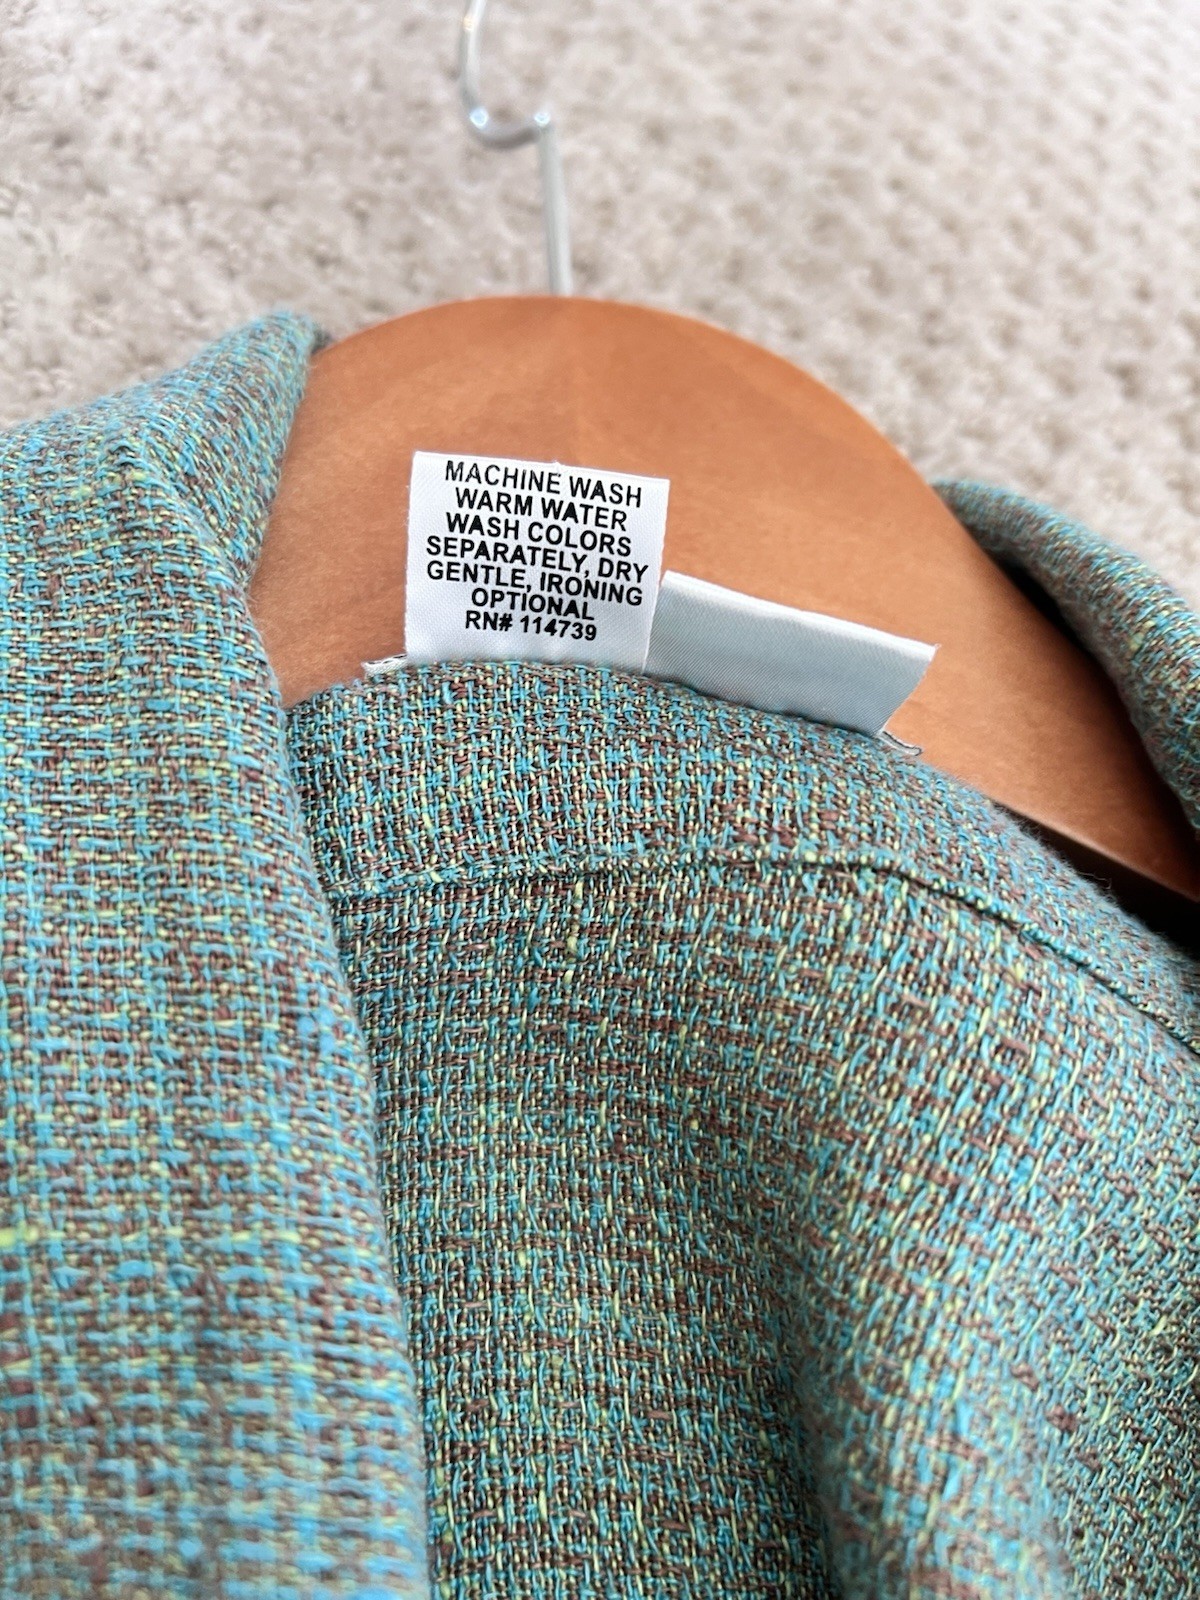 MACHINE WASH
WARM WATER
WASH COLORS
SEPARATELY, DRY
GENTLE, IRONING
OPTIONAL
RN# 114739